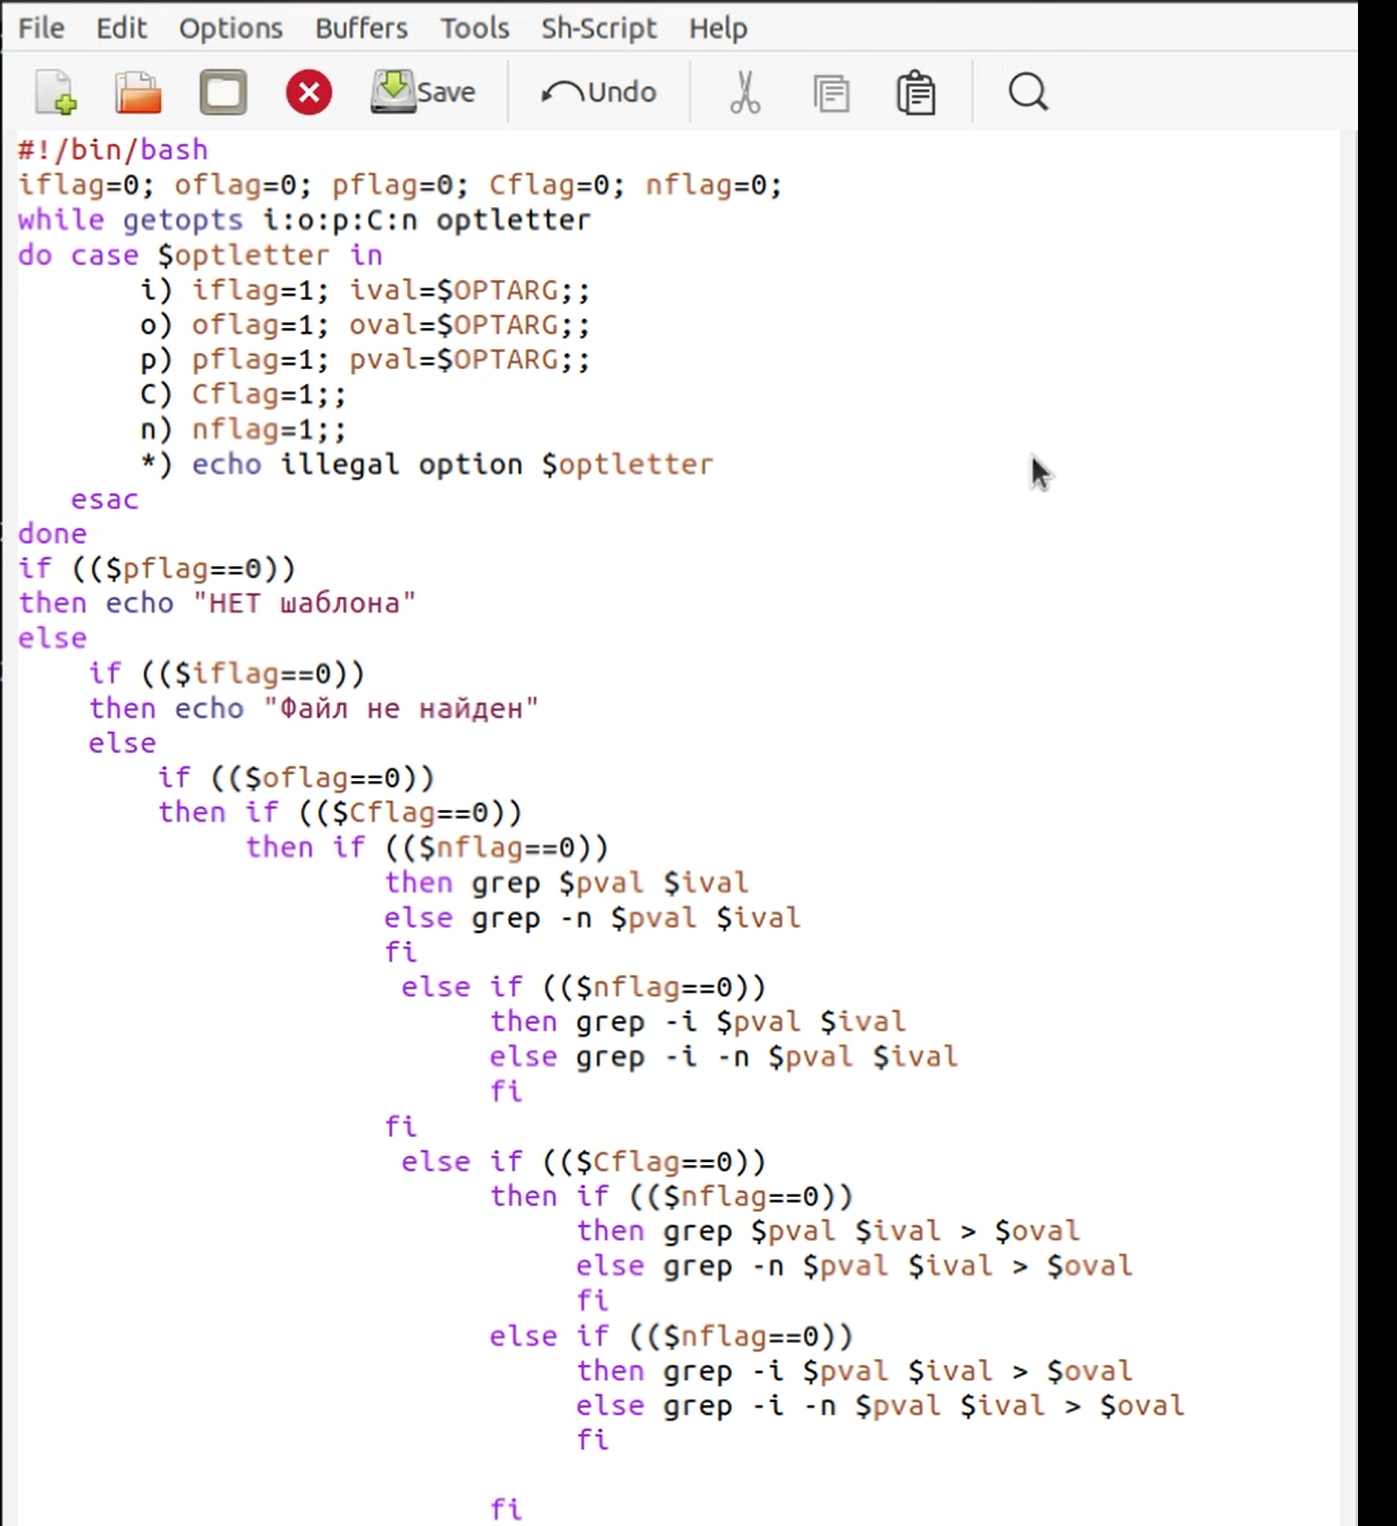 File Edit Options Buffers Tools Sh-Script Help
Save Undo
#!/bin/bash
iflag=0; oflag=0; pflag=0; Cflag=0; nflag=0;
while getopts i:o:p:C:n optletter
do case $optletter in
       i) iflag=1; ival=$OPTARG;;
       o) oflag=1; oval=$OPTARG;;
       p) pflag=1; pval=$OPTARG;;
       C) Cflag=1;;
       n) nflag=1;;
       *) echo illegal option $optletter
   esac
done
if (($pflag==0))
then echo "НЕТ шаблона"
else
    if (($iflag==0))
    then echo "Файл не найден"
    else
        if (($oflag==0))
        then if (($Cflag==0))
             then if (($nflag==0))
                     then grep $pval $ival
                     else grep -n $pval $ival
                     fi
                      else if (($nflag==0))
                           then grep -i $pval $ival
                           else grep -i -n $pval $ival
                           fi
                     fi
                      else if (($Cflag==0))
                           then if (($nflag==0))
                                then grep $pval $ival > $oval
                                else grep -n $pval $ival > $oval
                                fi
                           else if (($nflag==0))
                                then grep -i $pval $ival > $oval
                                else grep -i -n $pval $ival > $oval
                                fi
                           fi